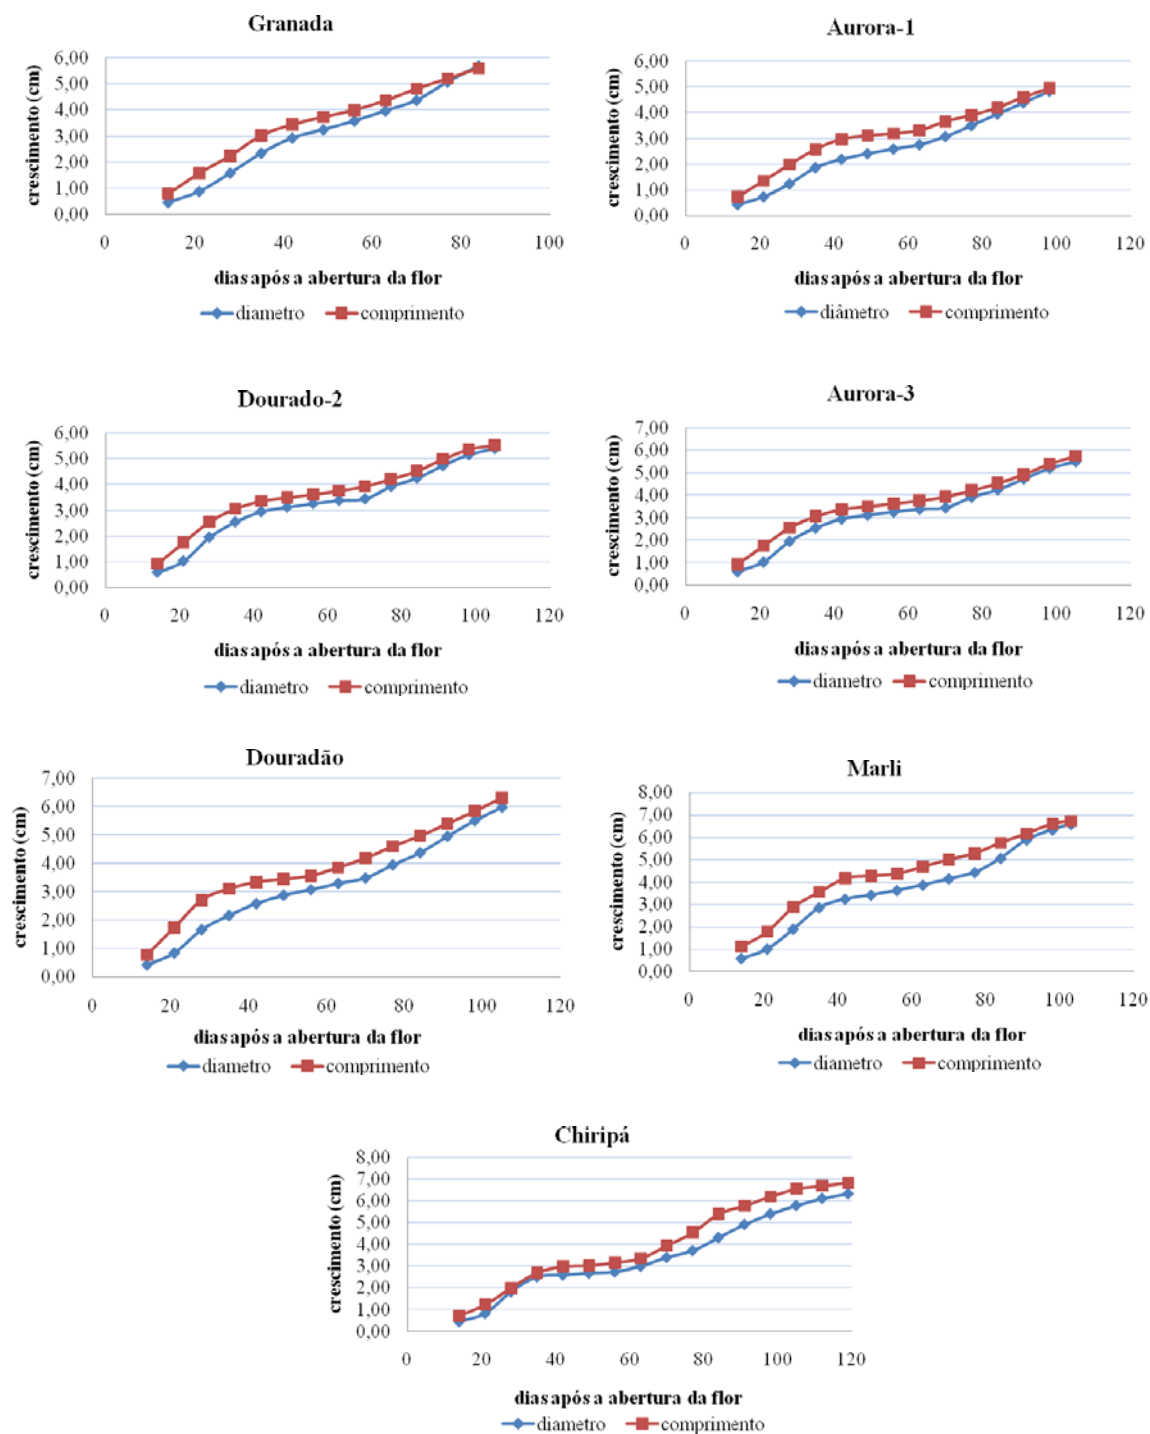 Granada
crescimento (cm)
6,00
5,00
4,00
3,00
2,00
1,00
0,00
0 20 40 60 80 100
dias após a abertura da flor
diametro comprimento
Aurora-1
crescimento (cm)
6,00
5,00
4,00
3,00
2,00
1,00
0,00
0 20 40 60 80 100 120
dias após a abertura da flor
diâmetro comprimento
Dourado-2
crescimento (cm)
6,00
5,00
4,00
3,00
2,00
1,00
0,00
0 20 40 60 80 100 120
dias após a abertura da flor
diametro comprimento
Aurora-3
crescimento (cm)
7,00
6,00
5,00
4,00
3,00
2,00
1,00
0,00
0 20 40 60 80 100 120
dias após a abertura da flor
diametro comprimento
Douradão
crescimento (cm)
7,00
6,00
5,00
4,00
3,00
2,00
1,00
0,00
0 20 40 60 80 100 120
dias após a abertura da flor
diametro comprimento
Marli
crescimento (cm)
8,00
7,00
6,00
5,00
4,00
3,00
2,00
1,00
0,00
0 20 40 60 80 100 120
dias após a abertura da flor
diametro comprimento
Chiripá
crescimento (cm)
8,00
7,00
6,00
5,00
4,00
3,00
2,00
1,00
0,00
0 20 40 60 80 100 120
dias após a abertura da flor
diametro comprimento